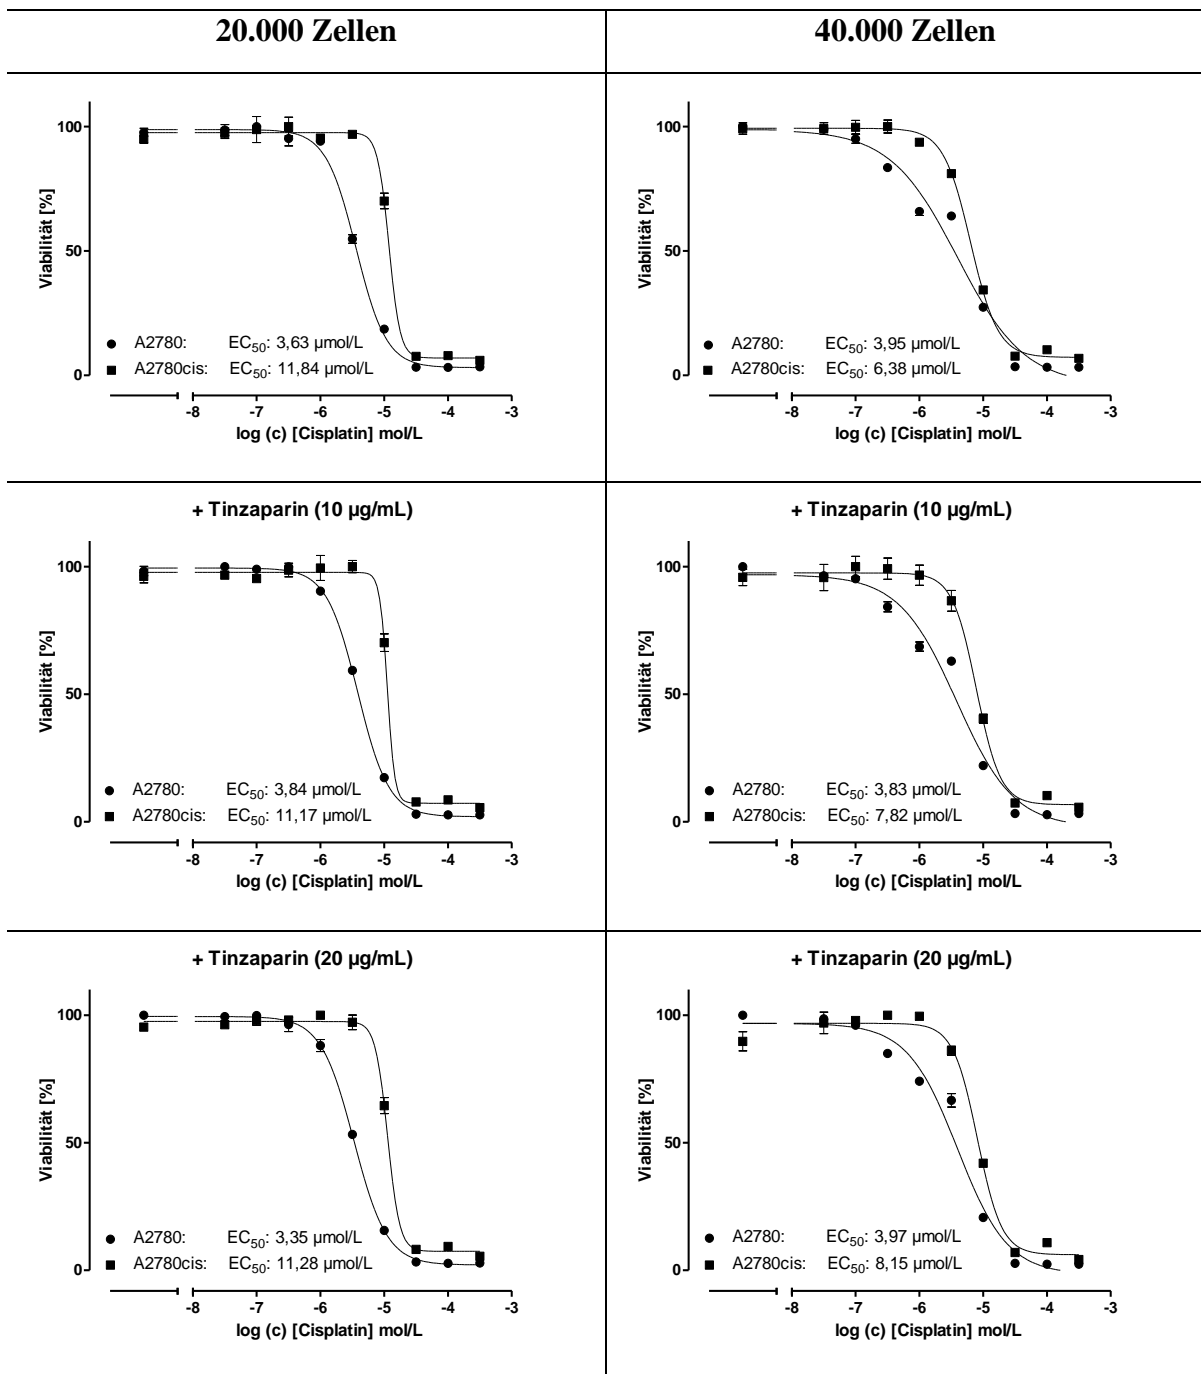 20.000 Zellen
40.000 Zellen
100
50
0
Viabilität [%]
A2780: EC50: 3,63 µmol/L
A2780cis: EC50: 11,84 µmol/L
-8 -7 -6 -5 -4 -3
log (c) [Cisplatin] mol/L
100
50
0
Viabilität [%]
A2780: EC50: 3,95 µmol/L
A2780cis: EC50: 6,38 µmol/L
-8 -7 -6 -5 -4 -3
log (c) [Cisplatin] mol/L
+ Tinzaparin (10 µg/mL)
100
50
0
Viabilität [%]
A2780: EC50: 3,84 µmol/L
A2780cis: EC50: 11,17 µmol/L
-8 -7 -6 -5 -4 -3
log (c) [Cisplatin] mol/L
+ Tinzaparin (10 µg/mL)
100
50
0
Viabilität [%]
A2780: EC50: 3,83 µmol/L
A2780cis: EC50: 7,82 µmol/L
-8 -7 -6 -5 -4 -3
log (c) [Cisplatin] mol/L
+ Tinzaparin (20 µg/mL)
100
50
0
Viabilität [%]
A2780: EC50: 3,35 µmol/L
A2780cis: EC50: 11,28 µmol/L
-8 -7 -6 -5 -4 -3
log (c) [Cisplatin] mol/L
+ Tinzaparin (20 µg/mL)
100
50
0
Viabilität [%]
A2780: EC50: 3,97 µmol/L
A2780cis: EC50: 8,15 µmol/L
-8 -7 -6 -5 -4 -3
log (c) [Cisplatin] mol/L